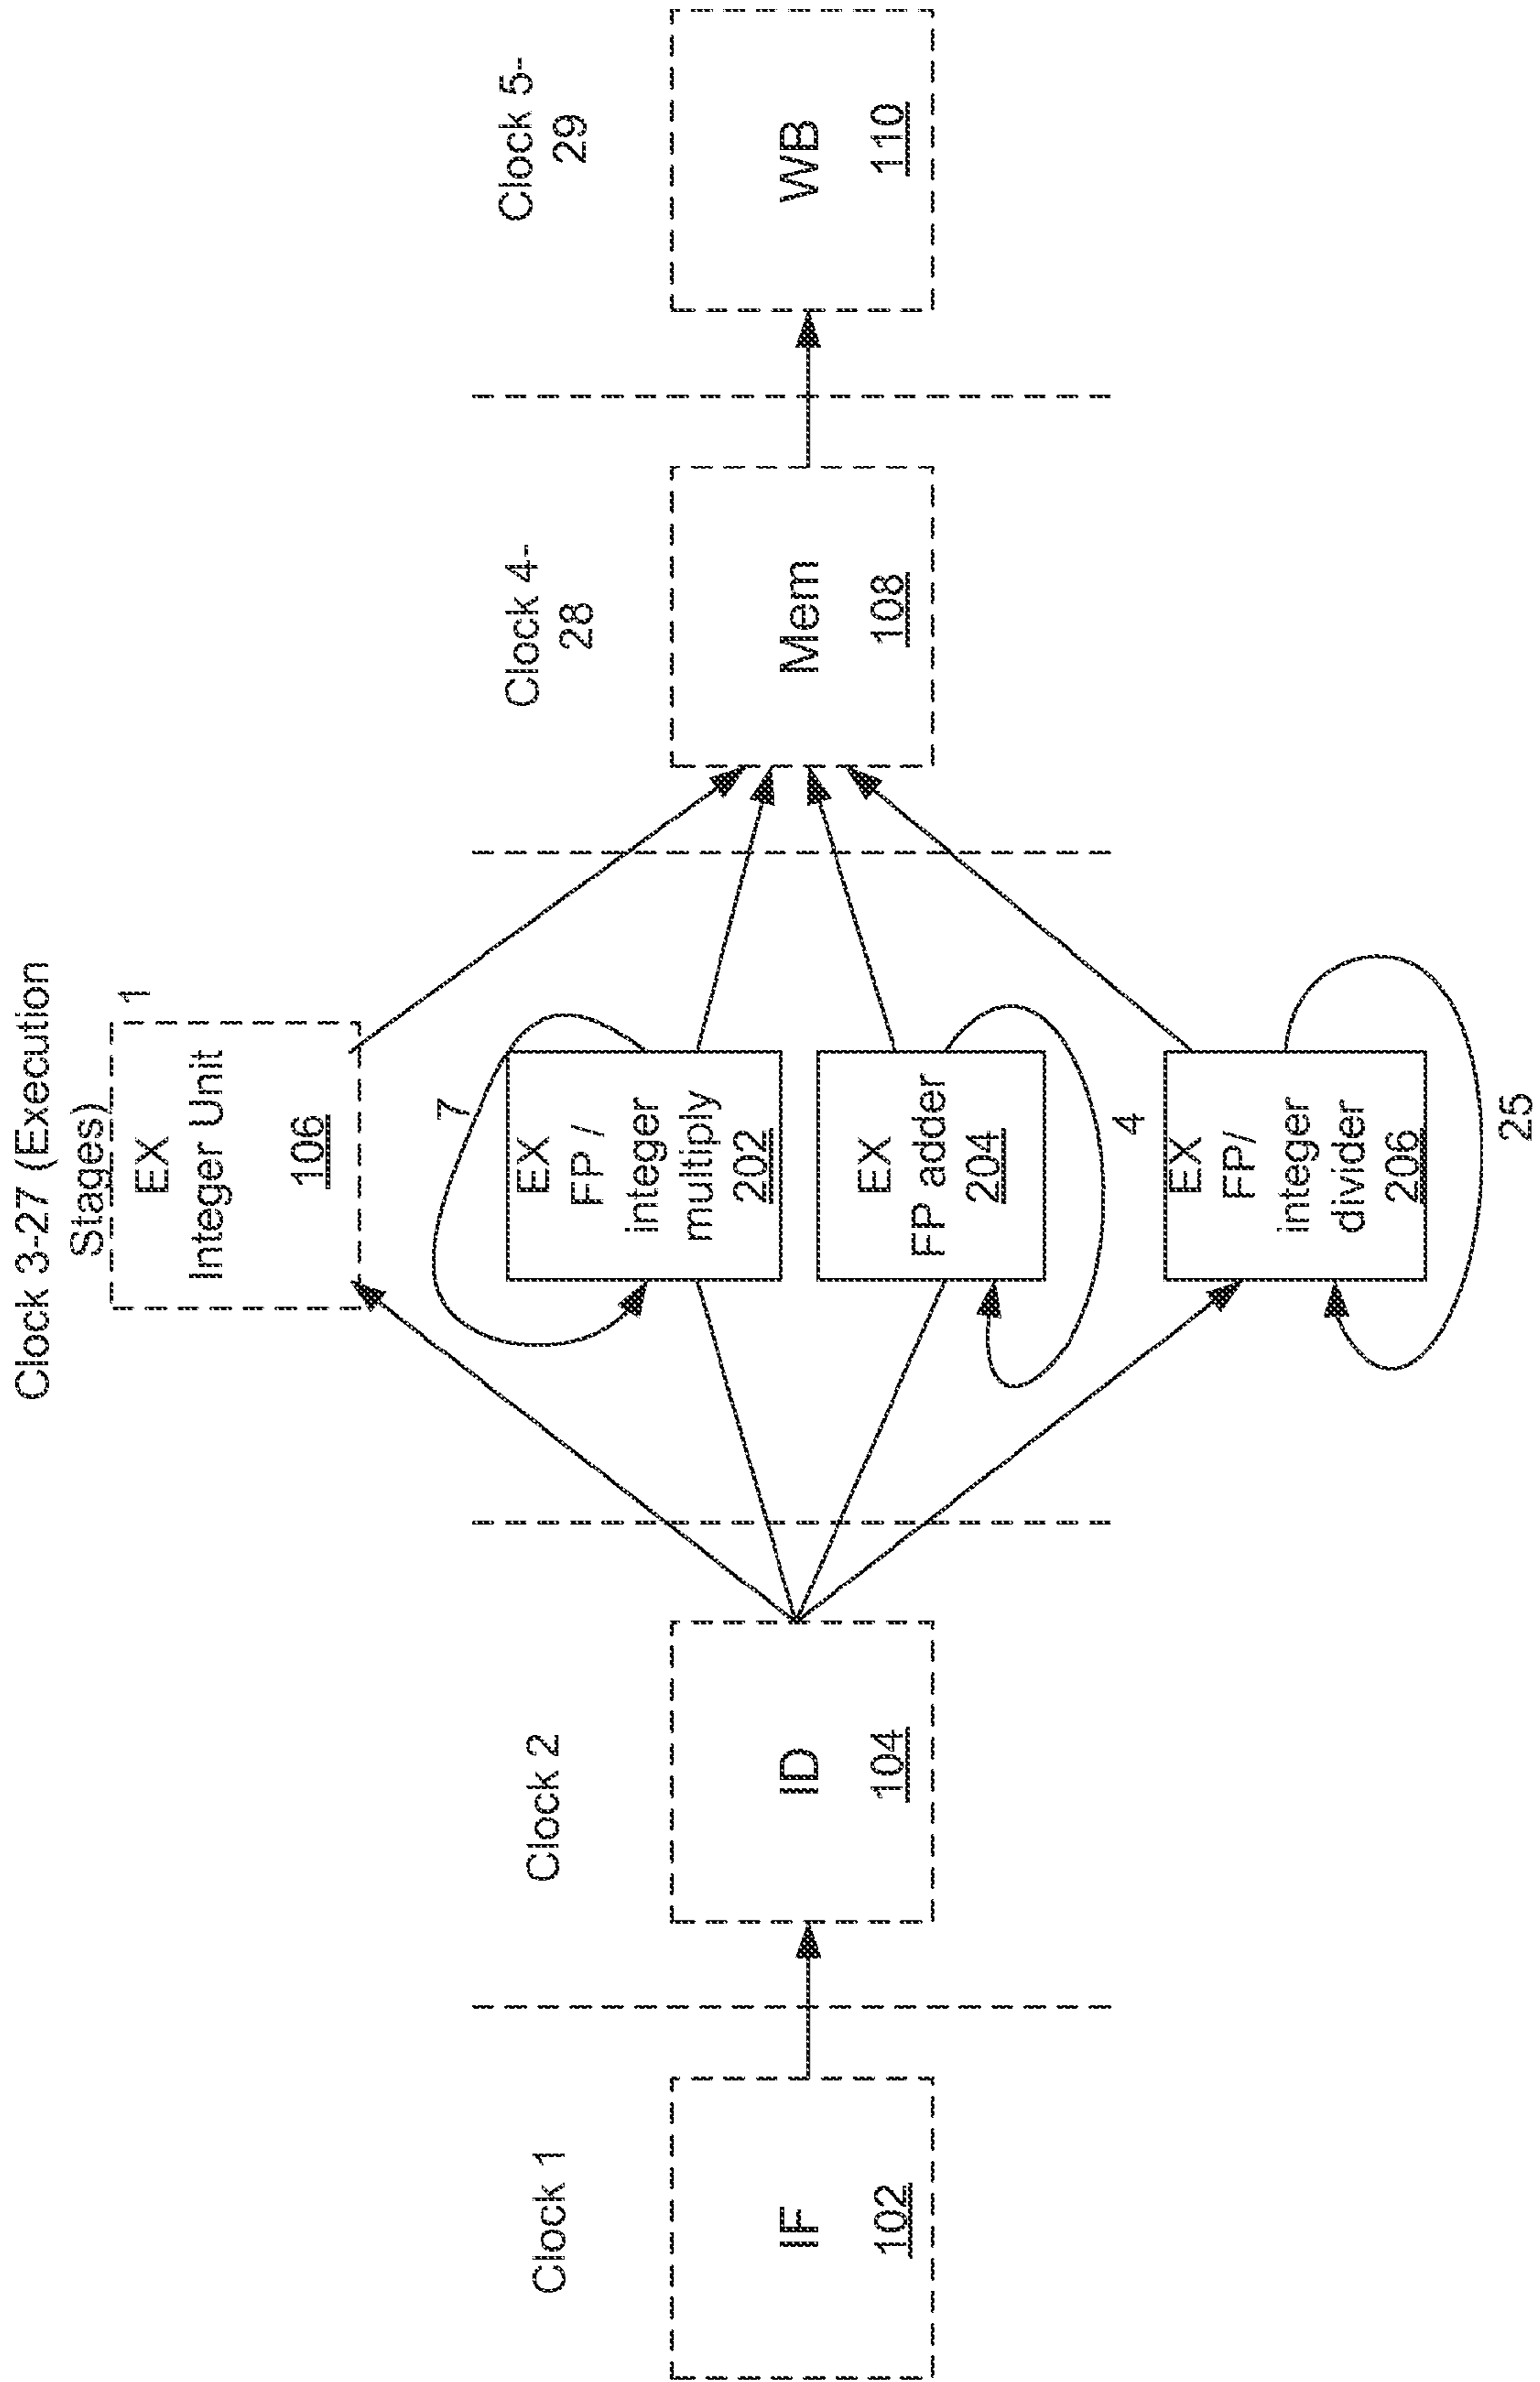 Clock 1
IF
102
Clock 2
ID
104
Clock 3-27 (Execution
Stages)
1
EX
Integer Unit
106
7
EX
FP /
integer
multiply
202
EX
FP adder
204
4
EX
FP/
integer
divider
206
25
Clock 4-
28
Mem
108
Clock 5-
29
WB
110